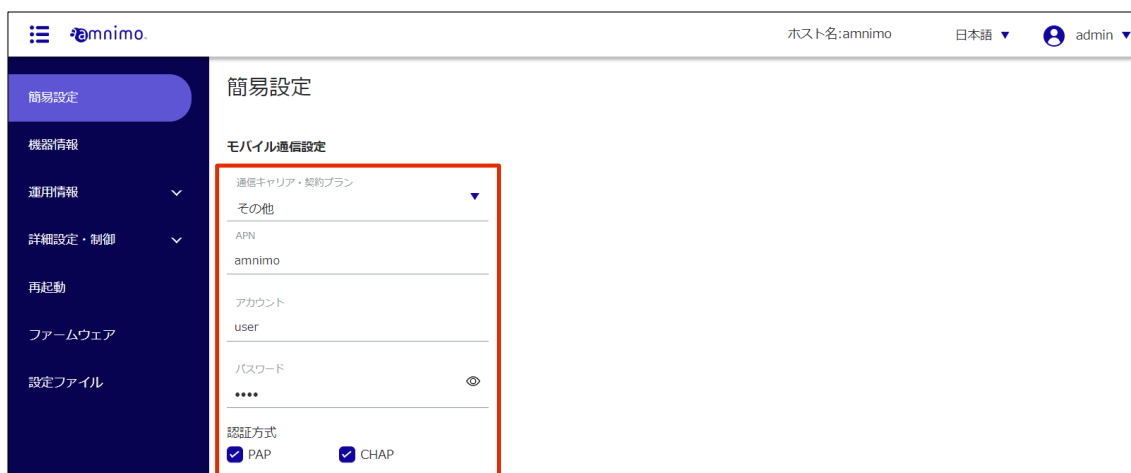 amnimo.
ホスト名:amnimo
日本語
admin
簡易設定
機器情報
運用情報
詳細設定・制御
再起動
ファームウェア
設定ファイル
簡易設定
モバイル通信設定
通信キャリア・契約プラン
その他
APN
amnimo
アカウント
user
パスワード
••••
認証方式
PAP
CHAP